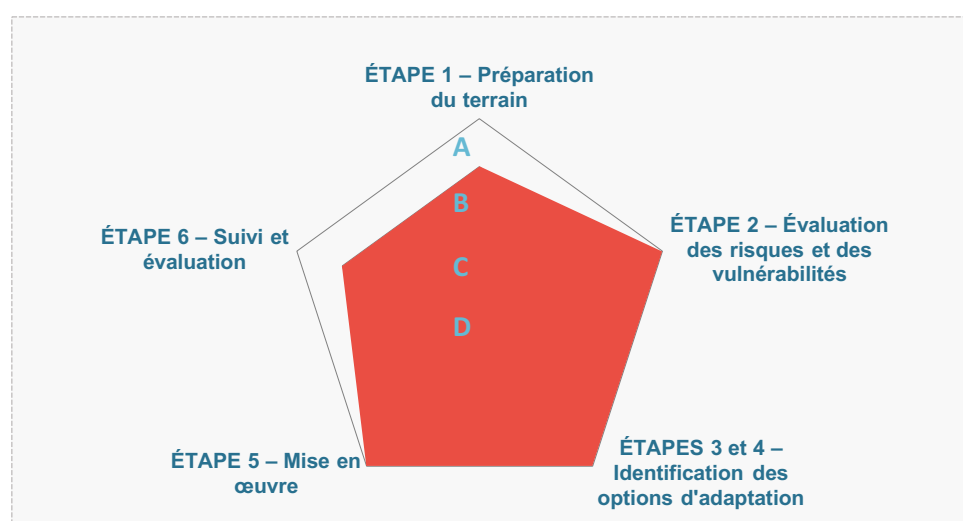 ÉTAPE 1 – Préparation
du terrain
A
B
C
D
ÉTAPE 2 – Évaluation
des risques et des
vulnérabilités
ÉTAPES 3 et 4 –
Identification des
options d'adaptation
ÉTAPE 5 – Mise en
œuvre
ÉTAPE 6 – Suivi et
évaluation